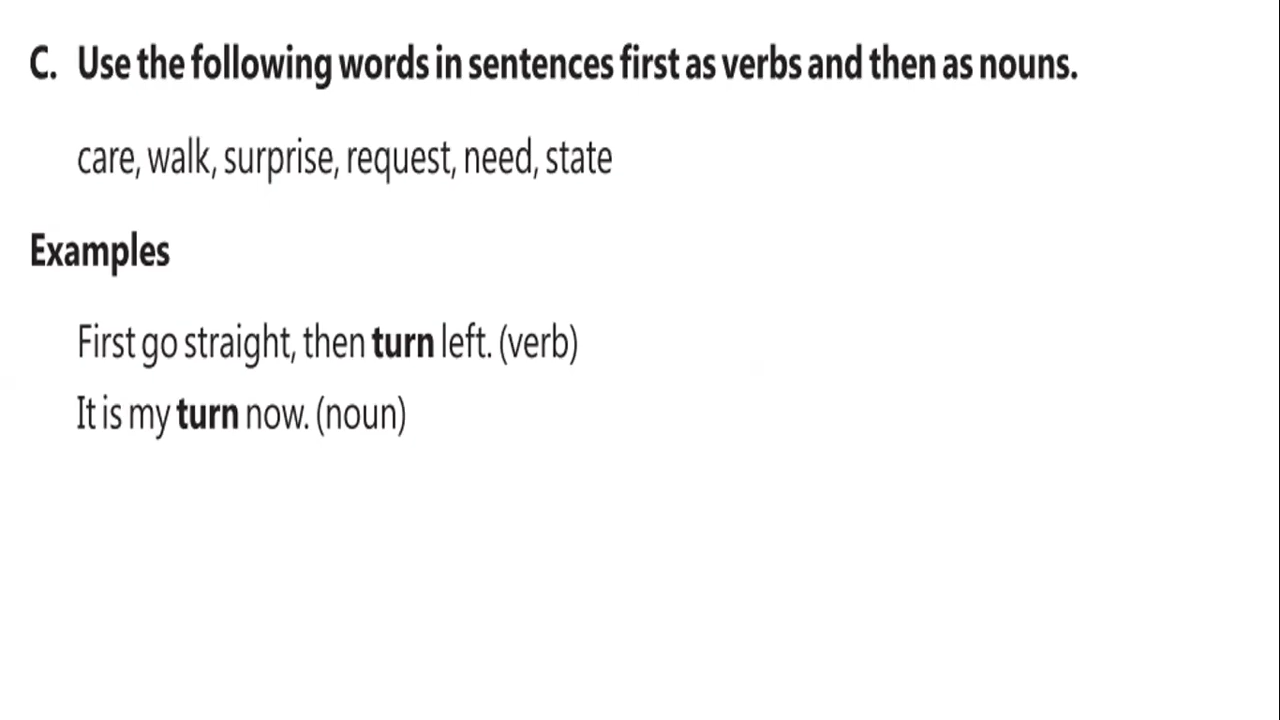 C. Use the following words in sentences first as verbs and then as nouns.
care, walk, surprise, request, need, state
Examples
First go straight, then turn left. (verb)
It is my turn now. (noun)